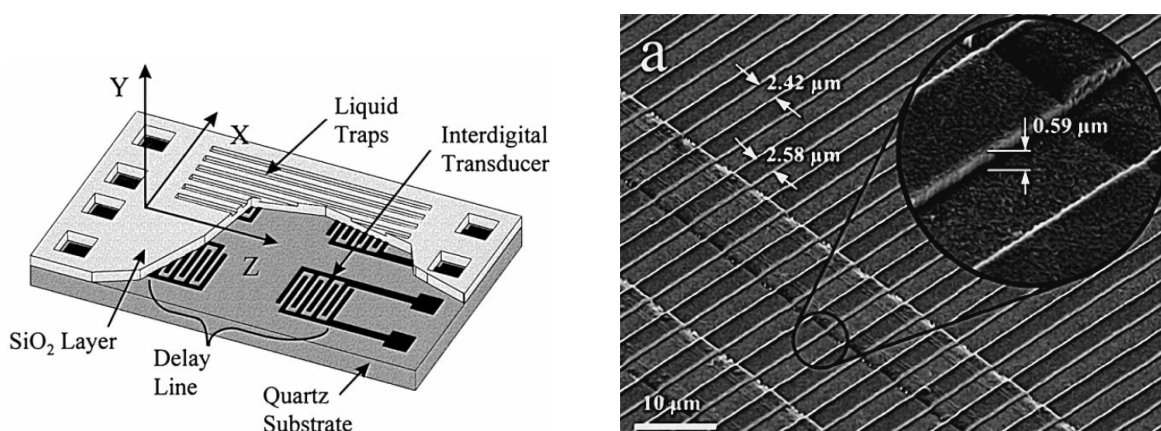 Y
X
Z
Liquid
Traps
Interdigital
Transducer
SiO₂ Layer
Delay
Line
Quartz
Substrate
a
2.42 µm
2.58 µm
0.59 µm
10 µm